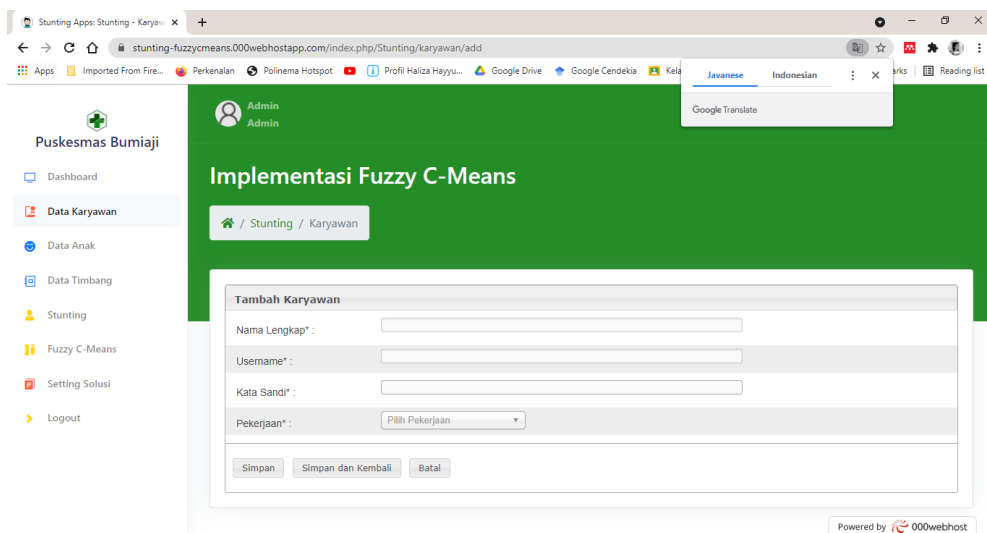 Stunting Apps: Stunting - Karyaw
stunting-fuzzycmeans.000webhostapp.com/index.php/Stunting/karyawan/add
Apps Imported From Fire... Perkenalan Polinema Hotspot Profil Haliza Hayyu... Google Drive Google Cendekia Kela arks Reading list
Javanese Indonesian
Google Translate
Puskesmas Bumiaji
Dashboard
Data Karyawan
Data Anak
Data Timbang
Stunting
Fuzzy C-Means
Setting Solusi
Logout
Admin
Admin
Implementasi Fuzzy C-Means
/ Stunting / Karyawan
Tambah Karyawan
Nama Lengkap* :
Username* :
Kata Sandi* :
Pekerjaan* : Pilih Pekerjaan
Simpan Simpan dan Kembali Batal
Powered by 000webhost